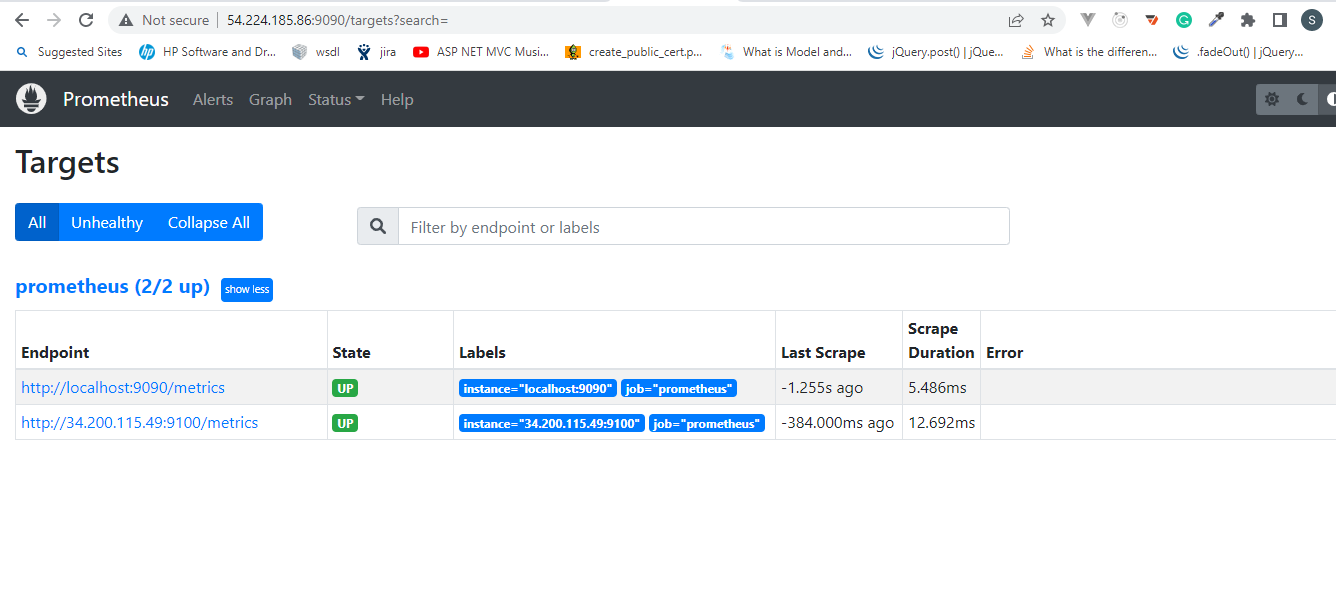 Not secure 54.224.185.86:9090/targets?search= S
Suggested Sites HP Software and Dr... wsdl jira ASP NET MVC Musi... create_public_cert.p... What is Model and... jQuery.post() | jQue... What is the differen... .fadeOut() | jQuery...
Prometheus Alerts Graph Status Help
Targets
All Unhealthy Collapse All Filter by endpoint or labels
prometheus (2/2 up) show less
Endpoint State Labels Last Scrape Scrape Duration Error
http://localhost:9090/metrics UP instance="localhost:9090" job="prometheus" -1.255s ago 5.486ms
http://34.200.115.49:9100/metrics UP instance="34.200.115.49:9100" job="prometheus" -384.000ms ago 12.692ms